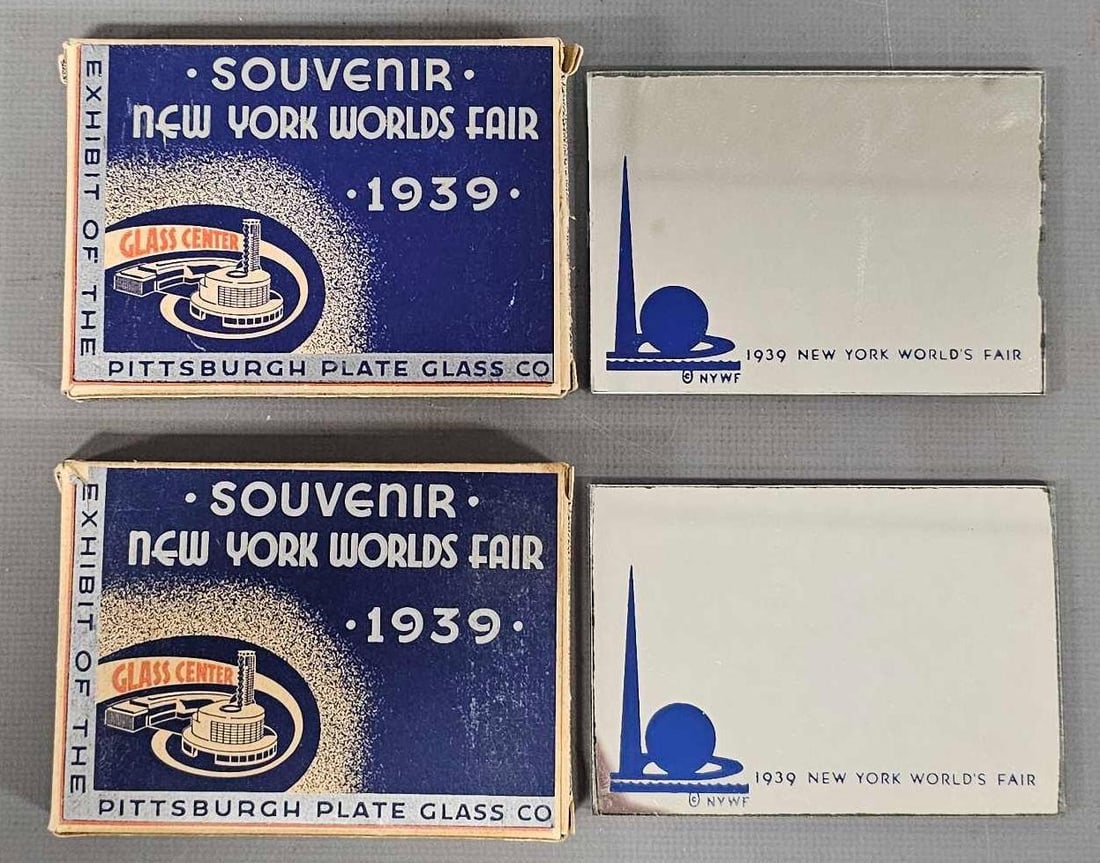 · SOUVENIR ·
NEW YORK WORLDS FAIR
· 1939 ·
GLASS CENTER
EXHIBIT OF THE
PITTSBURGH PLATE GLASS CO
1939 NEW YORK WORLD'S FAIR
© NYWF
· SOUVENIR ·
NEW YORK WORLDS FAIR
· 1939 ·
GLASS CENTER
EXHIBIT OF THE
PITTSBURGH PLATE GLASS CO
1939 NEW YORK WORLD'S FAIR
© NYWF